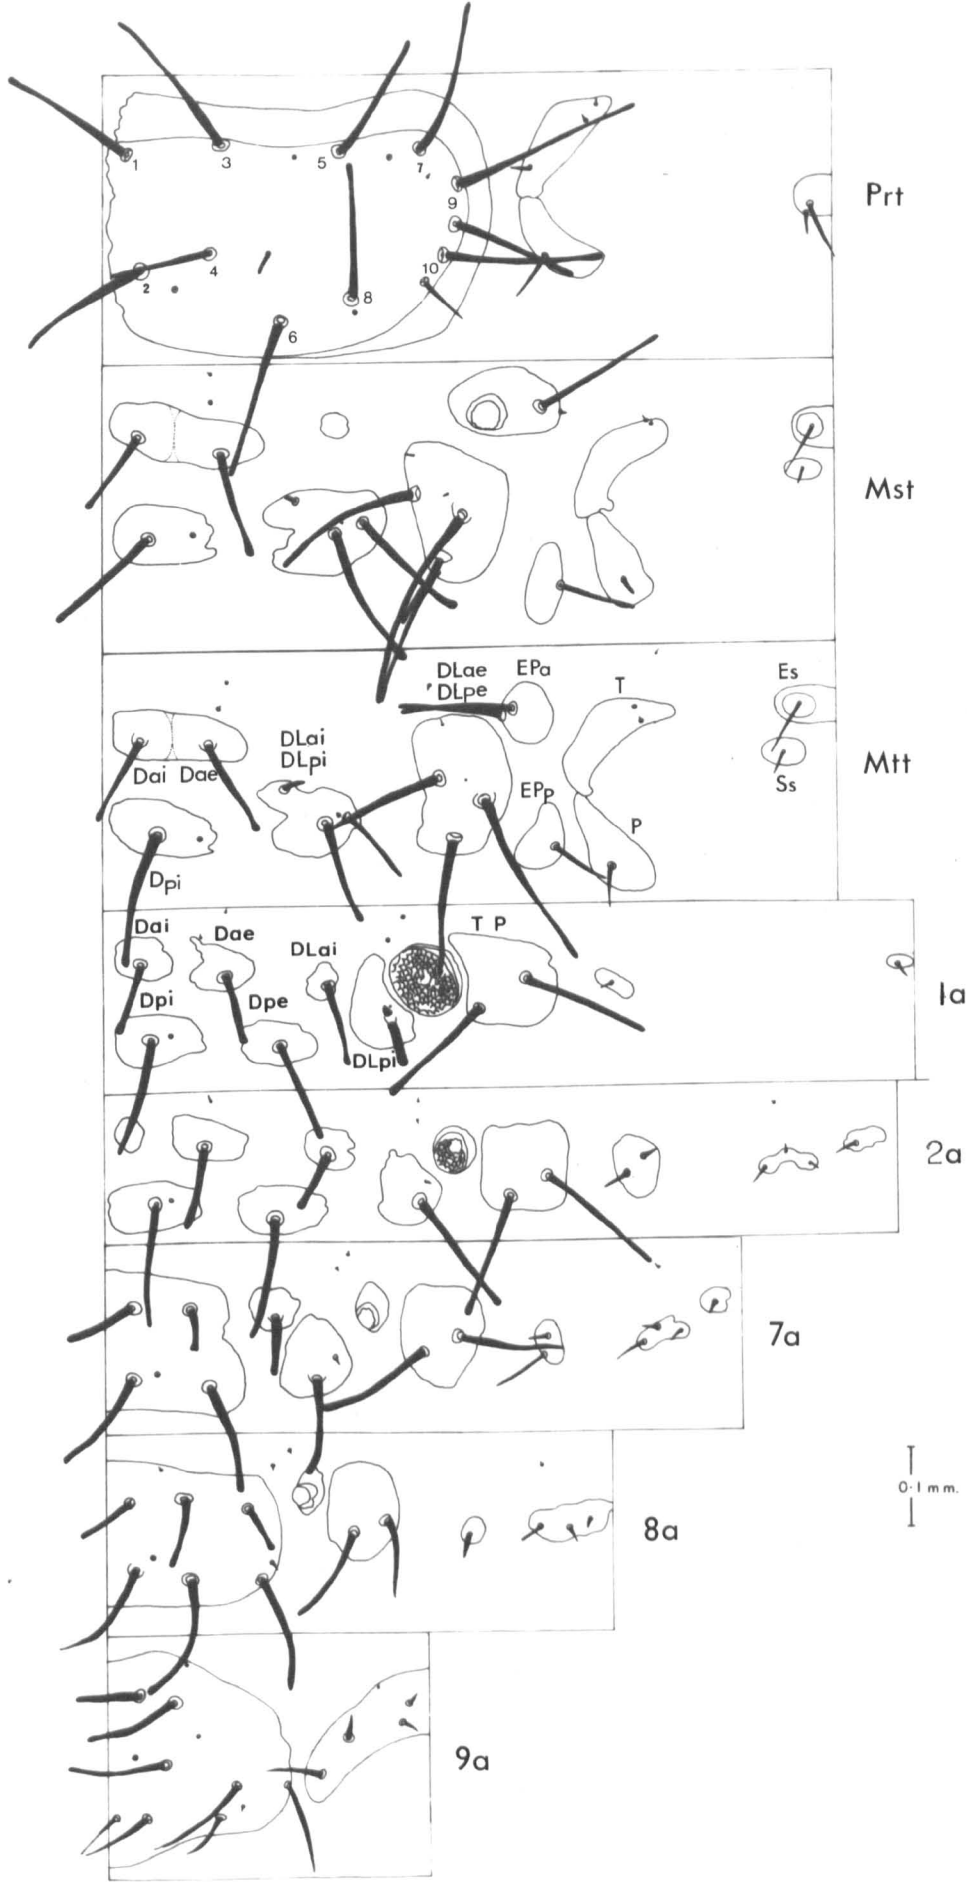 1 3 5 7
9
2 4 6 8 10
Prt
Mst
DLae EPa
DLpe
T
Es
DLai
DLpi
Dai Dae
EPp
Ss
Mtt
P
Dpi
Dai Dae DLai T P
Dpi Dpe
DLpi
1a
2a
7a
0·1 mm.
8a
9a